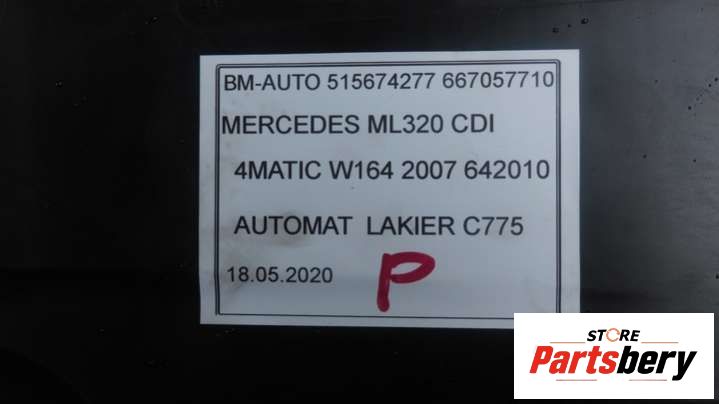 BM-AUTO 515674277 667057710
MERCEDES ML320 CDI
4MATIC W164 2007 642010
AUTOMAT LAKIER C775
18.05.2020 P
STORE
Partsbery